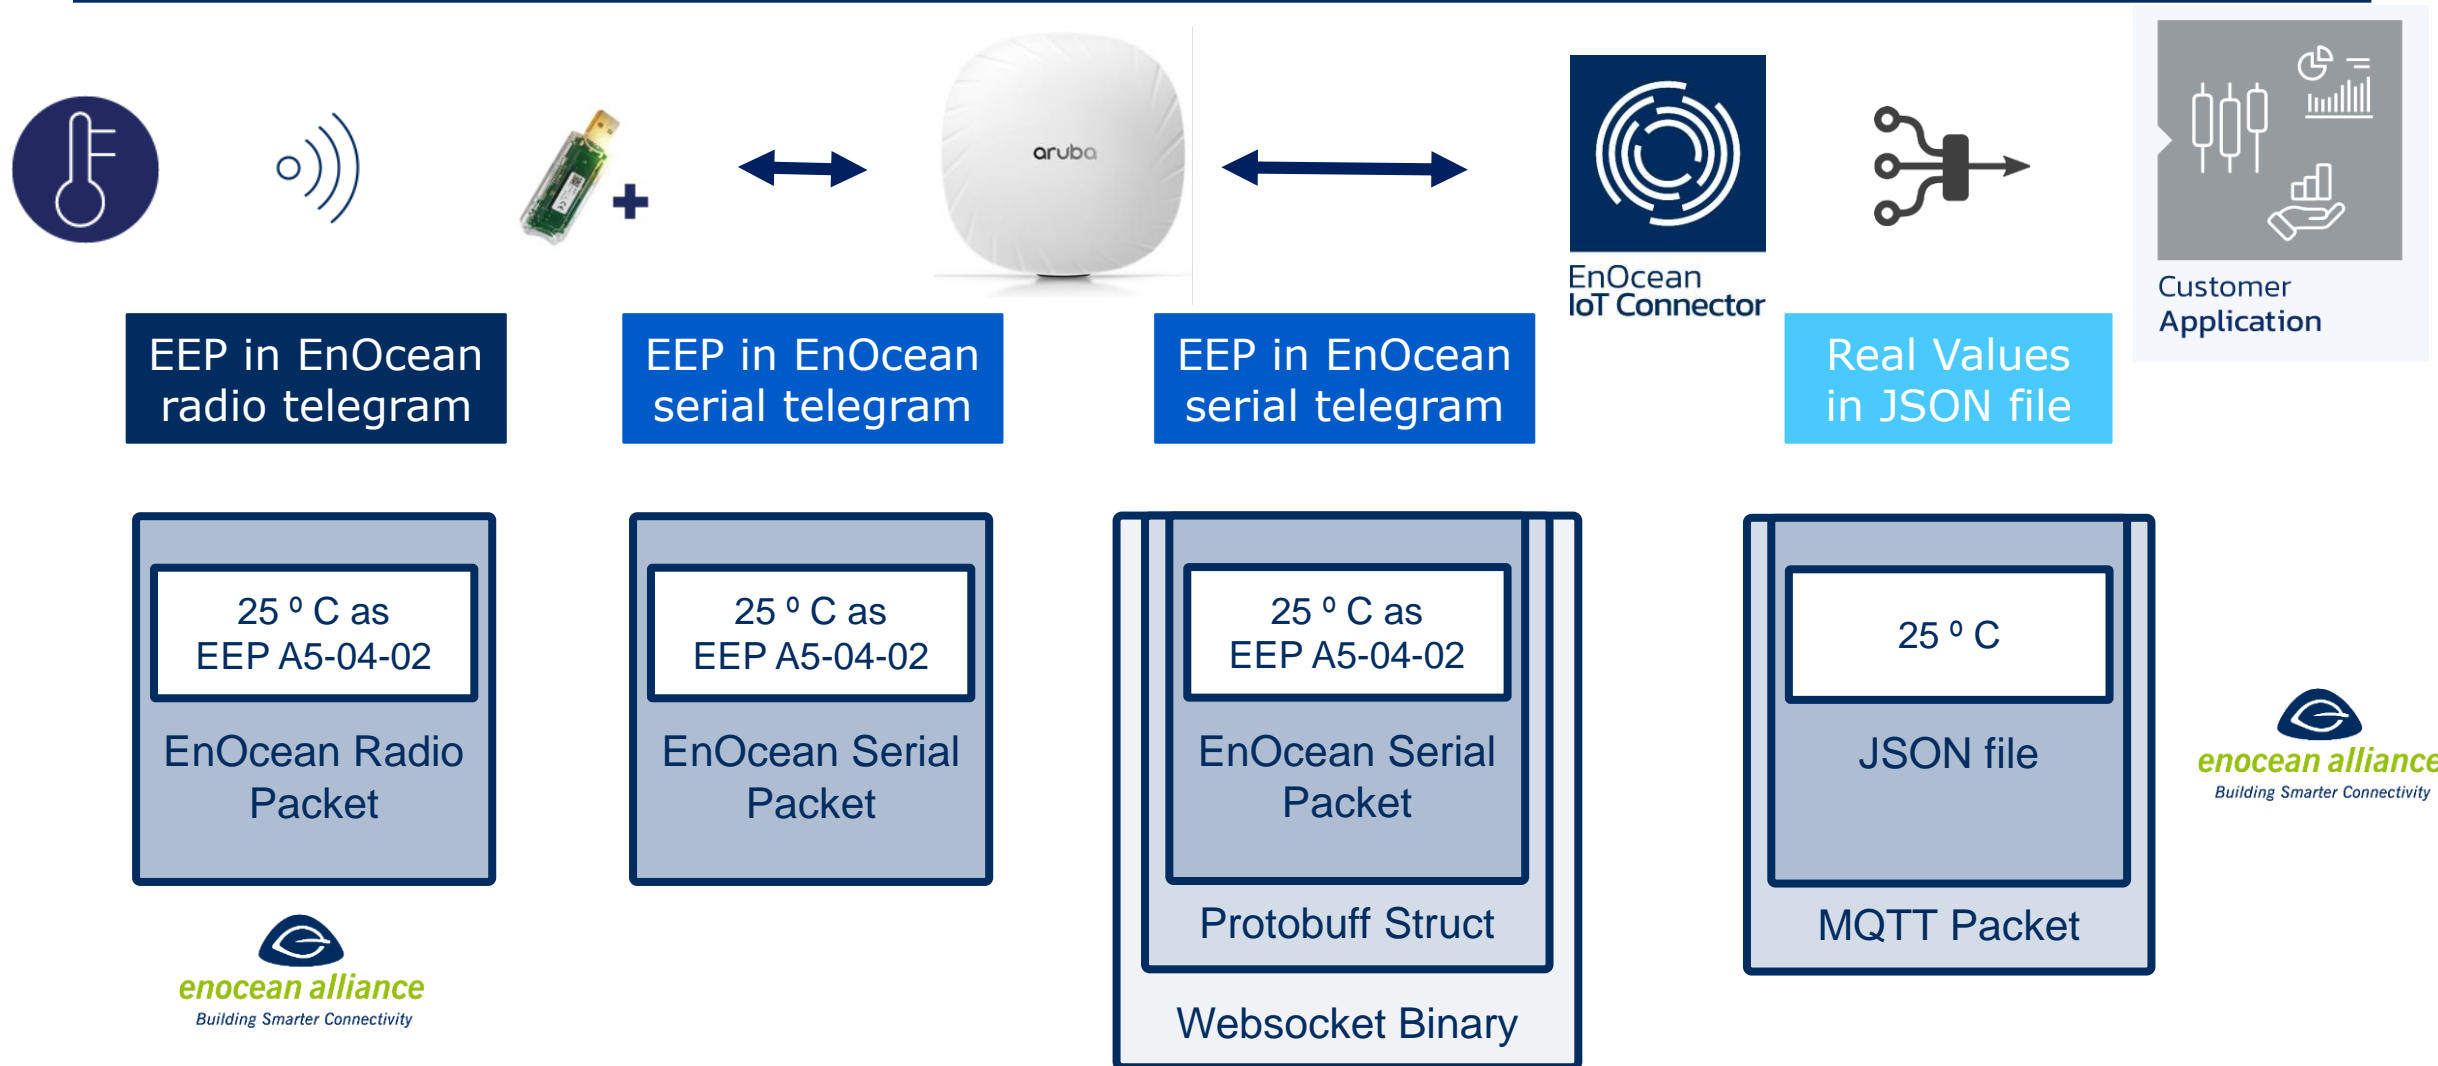 aruba
EnOcean
IoT Connector
Customer
Application
EEP in EnOcean
radio telegram
EEP in EnOcean
serial telegram
EEP in EnOcean
serial telegram
Real Values
in JSON file
25 º C as
EEP A5-04-02
EnOcean Radio
Packet
25 º C as
EEP A5-04-02
EnOcean Serial
Packet
25 º C as
EEP A5-04-02
EnOcean Serial
Packet
Protobuff Struct
Websocket Binary
25 º C
JSON file
MQTT Packet
enocean alliance
Building Smarter Connectivity
enocean alliance
Building Smarter Connectivity